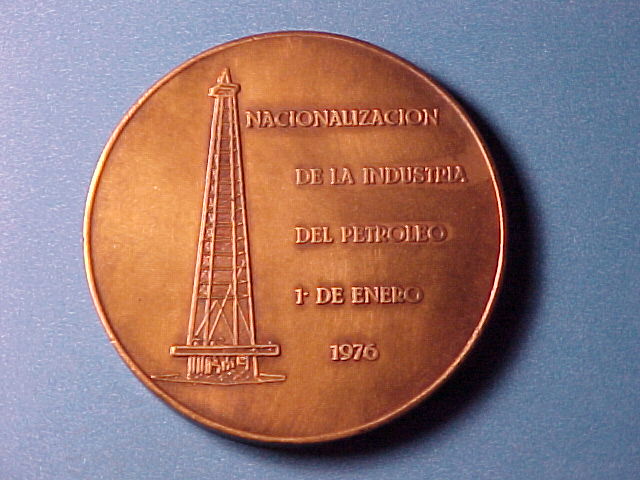 NACIONALIZACION
DE LA INDUSTRIA
DEL PETROLEO
1º DE ENERO
1976